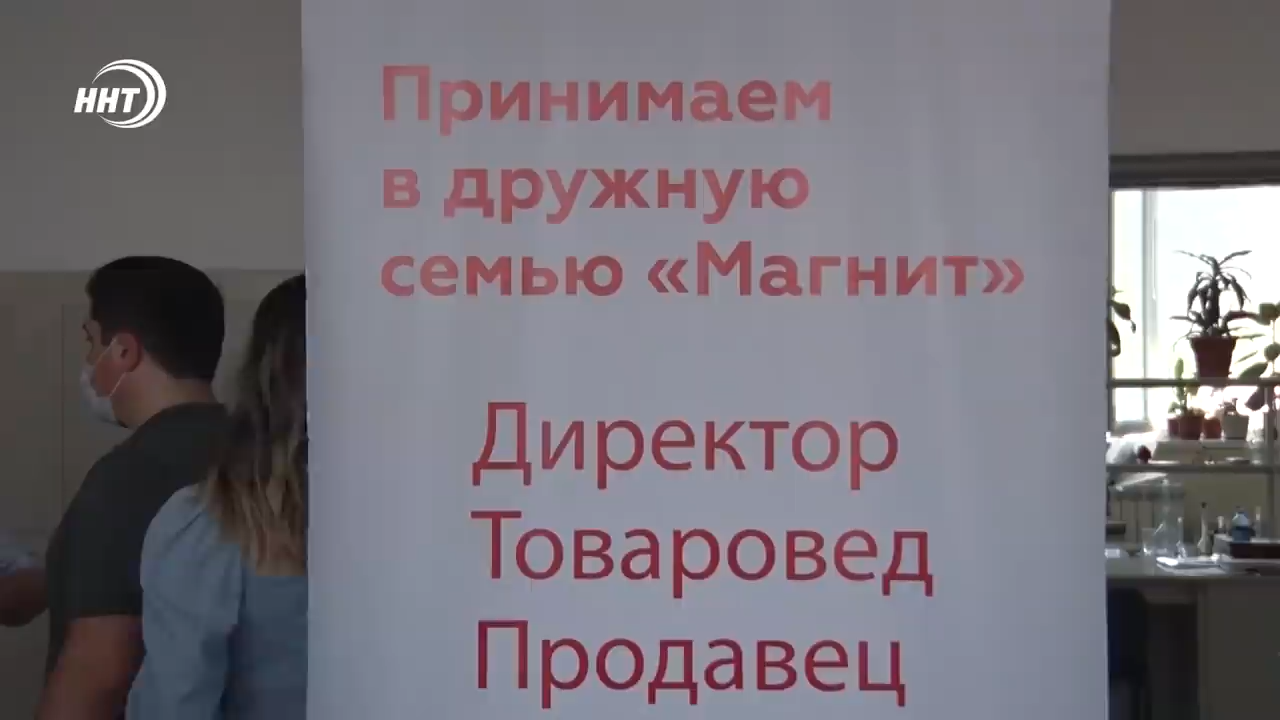 ННТ
Принимаем
в дружную
семью «Магнит»
Директор
Товаровед
Продавец